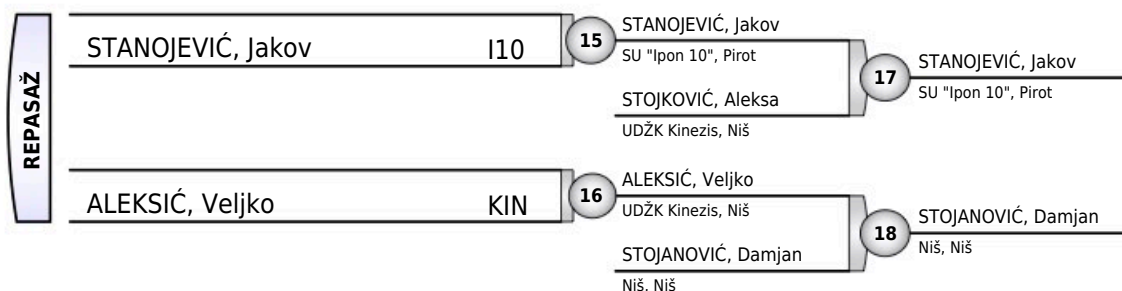 REPASAŽ
STANOJEVIĆ, Jakov I10
15
STANOJEVIĆ, Jakov
SU "Ipon 10", Pirot
STOJKOVIĆ, Aleksa
UDŽK Kinezis, Niš
17
STANOJEVIĆ, Jakov
SU "Ipon 10", Pirot
ALEKSIĆ, Veljko KIN
16
ALEKSIĆ, Veljko
UDŽK Kinezis, Niš
STOJANOVIĆ, Damjan
Niš, Niš
18
STOJANOVIĆ, Damjan
Niš, Niš